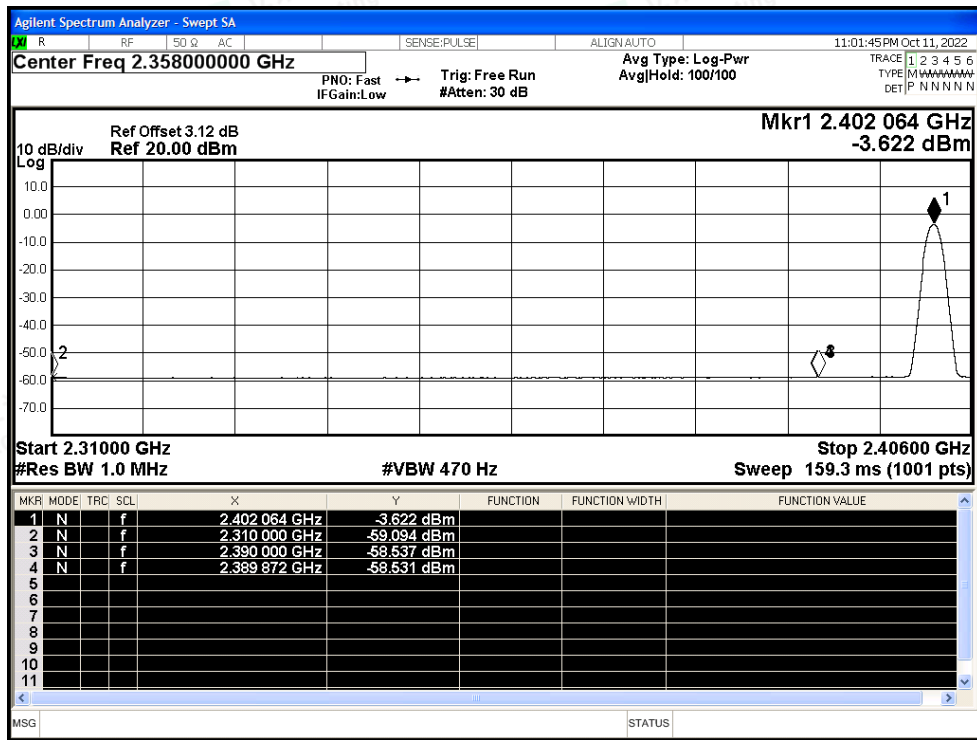 Agilent Spectrum Analyzer - Swept SA
LXI R RF 50 Ω AC SENSE:PULSE ALIGN AUTO 11:01:45 PM Oct 11, 2022
Center Freq 2.358000000 GHz
PNO: Fast
IFGain:Low
Trig: Free Run
#Atten: 30 dB
Avg Type: Log-Pwr
Avg|Hold: 100/100
TRACE 1 2 3 4 5 6
TYPE M WWWWW
DET P N N N N N
Mkr1 2.402 064 GHz
-3.622 dBm
Ref Offset 3.12 dB
10 dB/div Ref 20.00 dBm
Log
10.0
0.00
-10.0
-20.0
-30.0
-40.0
-50.0
-60.0
-70.0
1
2
Start 2.31000 GHz Stop 2.40600 GHz
#Res BW 1.0 MHz #VBW 470 Hz Sweep 159.3 ms (1001 pts)
MKR MODE TRC SCL X Y FUNCTION FUNCTION WIDTH FUNCTION VALUE
1 N f 2.402 064 GHz -3.622 dBm
2 N f 2.310 000 GHz -59.094 dBm
3 N f 2.390 000 GHz -58.537 dBm
4 N f 2.389 872 GHz -58.531 dBm
5
6
7
8
9
10
11
MSG STATUS